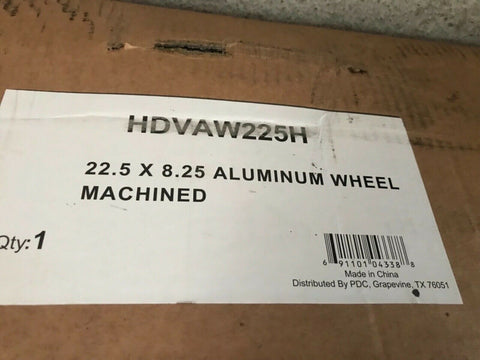 HDVAW225H
22.5 X 8.25 ALUMINUM WHEEL
MACHINED
Qty: 1
6 91101 04338 8
Made in China
Distributed By PDC, Grapevine, TX 76051